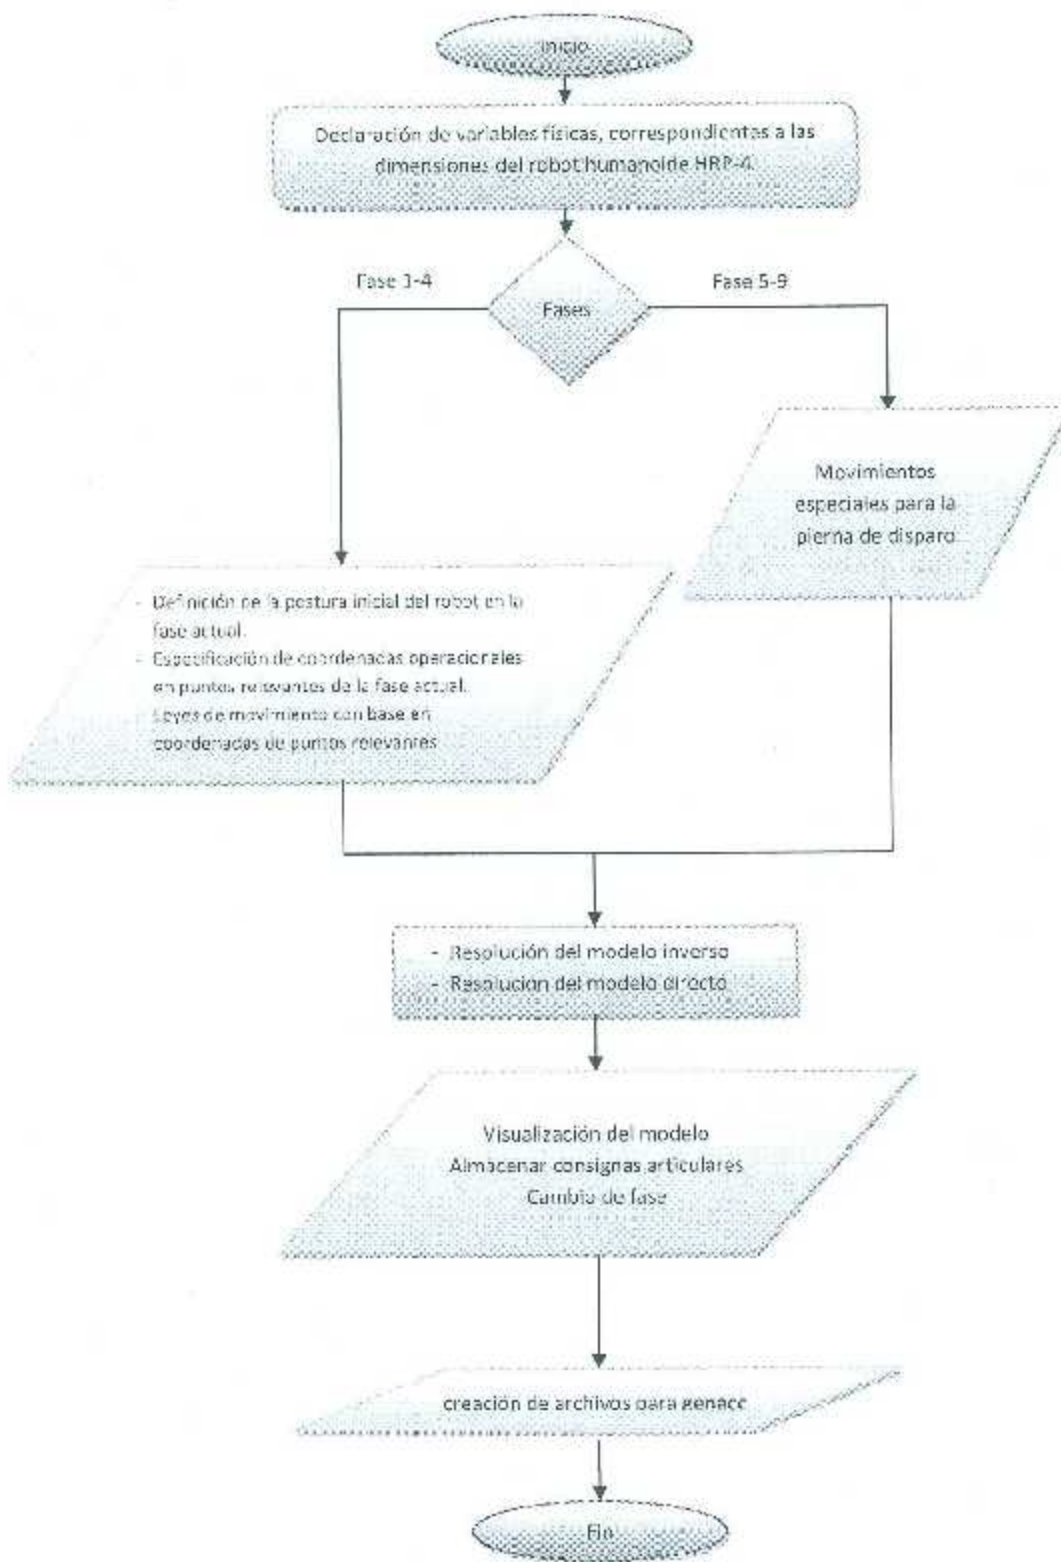 Inicio
Declaración de variables físicas, correspondientes a las
dimensiones del robot humanoide HRP-4.
Fase 1-4
Fase 5-9
Fases
Movimientos
especiales para la
pierna de disparo
- Definición de la postura inicial del robot en la
fase actual.
- Especificación de coordenadas operacionales
en puntos relevantes de la fase actual.
- Leyes de movimiento con base en
coordenadas de puntos relevantes
- Resolución del modelo inverso
- Resolución del modelo directo
Visualización del modelo
Almacenar consignas articulares
Cambio de fase
creación de archivos para genacc
Fin